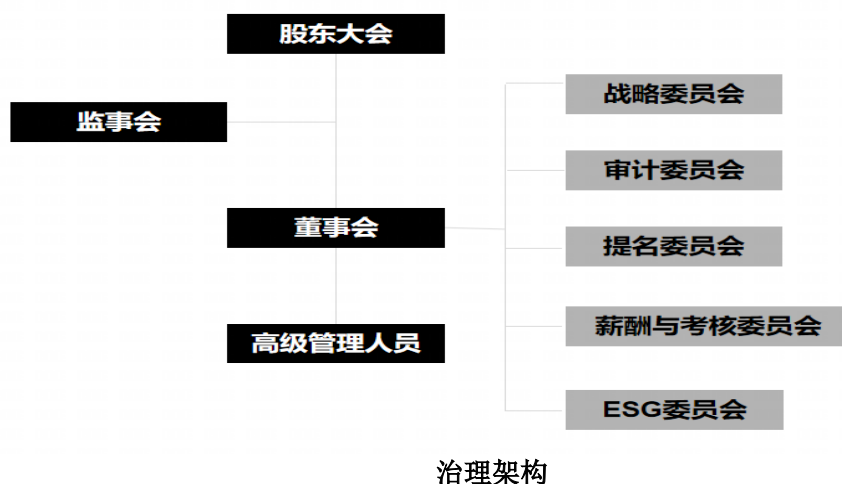 股东大会
监事会
董事会
高级管理人员
战略委员会
审计委员会
提名委员会
薪酬与考核委员会
ESG委员会
治理架构